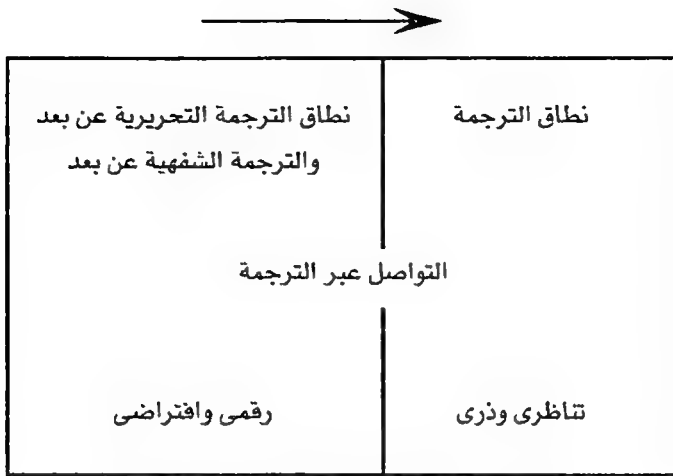 نطاق الترجمة
نطاق الترجمة التحريرية عن بعد
والترجمة الشفهية عن بعد
التواصل عبر الترجمة
تناظرى وذرى
رقمى وافتراضى